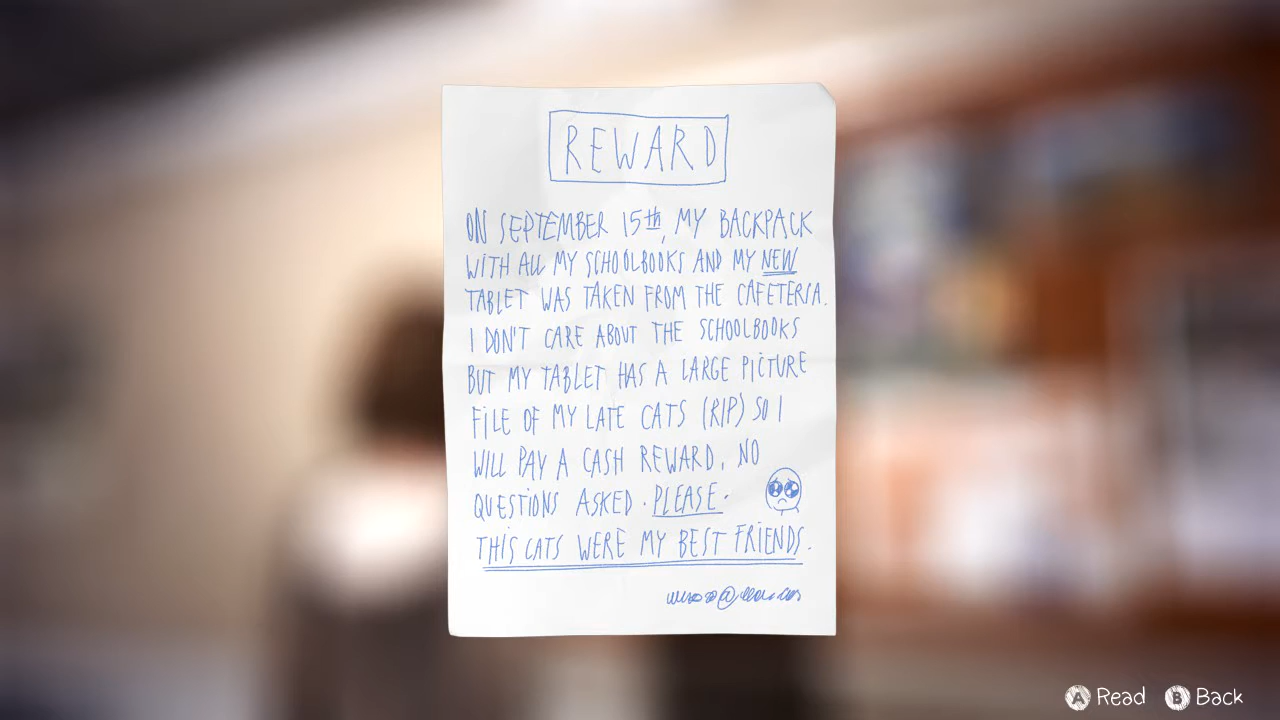 REWARD
ON SEPTEMBER 15th, MY BACKPACK
WITH ALL MY SCHOOLBOOKS AND MY NEW
TABLET WAS TAKEN FROM THE CAFETERIA.
I DON'T CARE ABOUT THE SCHOOLBOOKS
BUT MY TABLET HAS A LARGE PICTURE
FILE OF MY LATE CATS (RIP) SO I
WILL PAY A CASH REWARD, NO
QUESTIONS ASKED. PLEASE.
THIS CATS WERE MY BEST FRIENDS.
A Read B Back